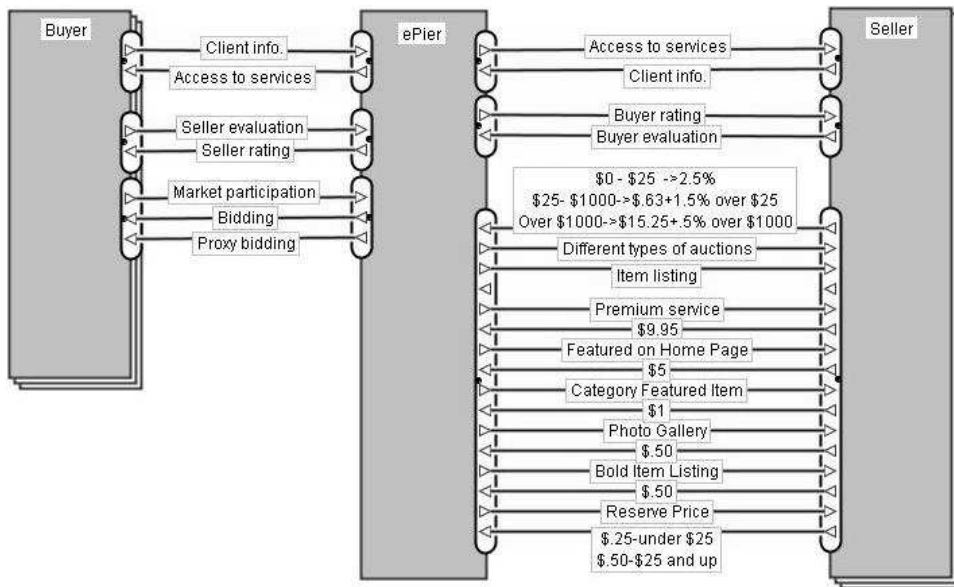 Buyer
ePier
Seller
Client info.
Access to services
Seller evaluation
Seller rating
Market participation
Bidding
Proxy bidding
Access to services
Client info.
Buyer rating
Buyer evaluation
$0 - $25 ->2.5%
$25- $1000->$.63+1.5% over $25
Over $1000->$15.25+.5% over $1000
Different types of auctions
Item listing
Premium service
$9.95
Featured on Home Page
$5
Category Featured Item
$1
Photo Gallery
$.50
Bold Item Listing
$.50
Reserve Price
$.25-under $25
$.50-$25 and up